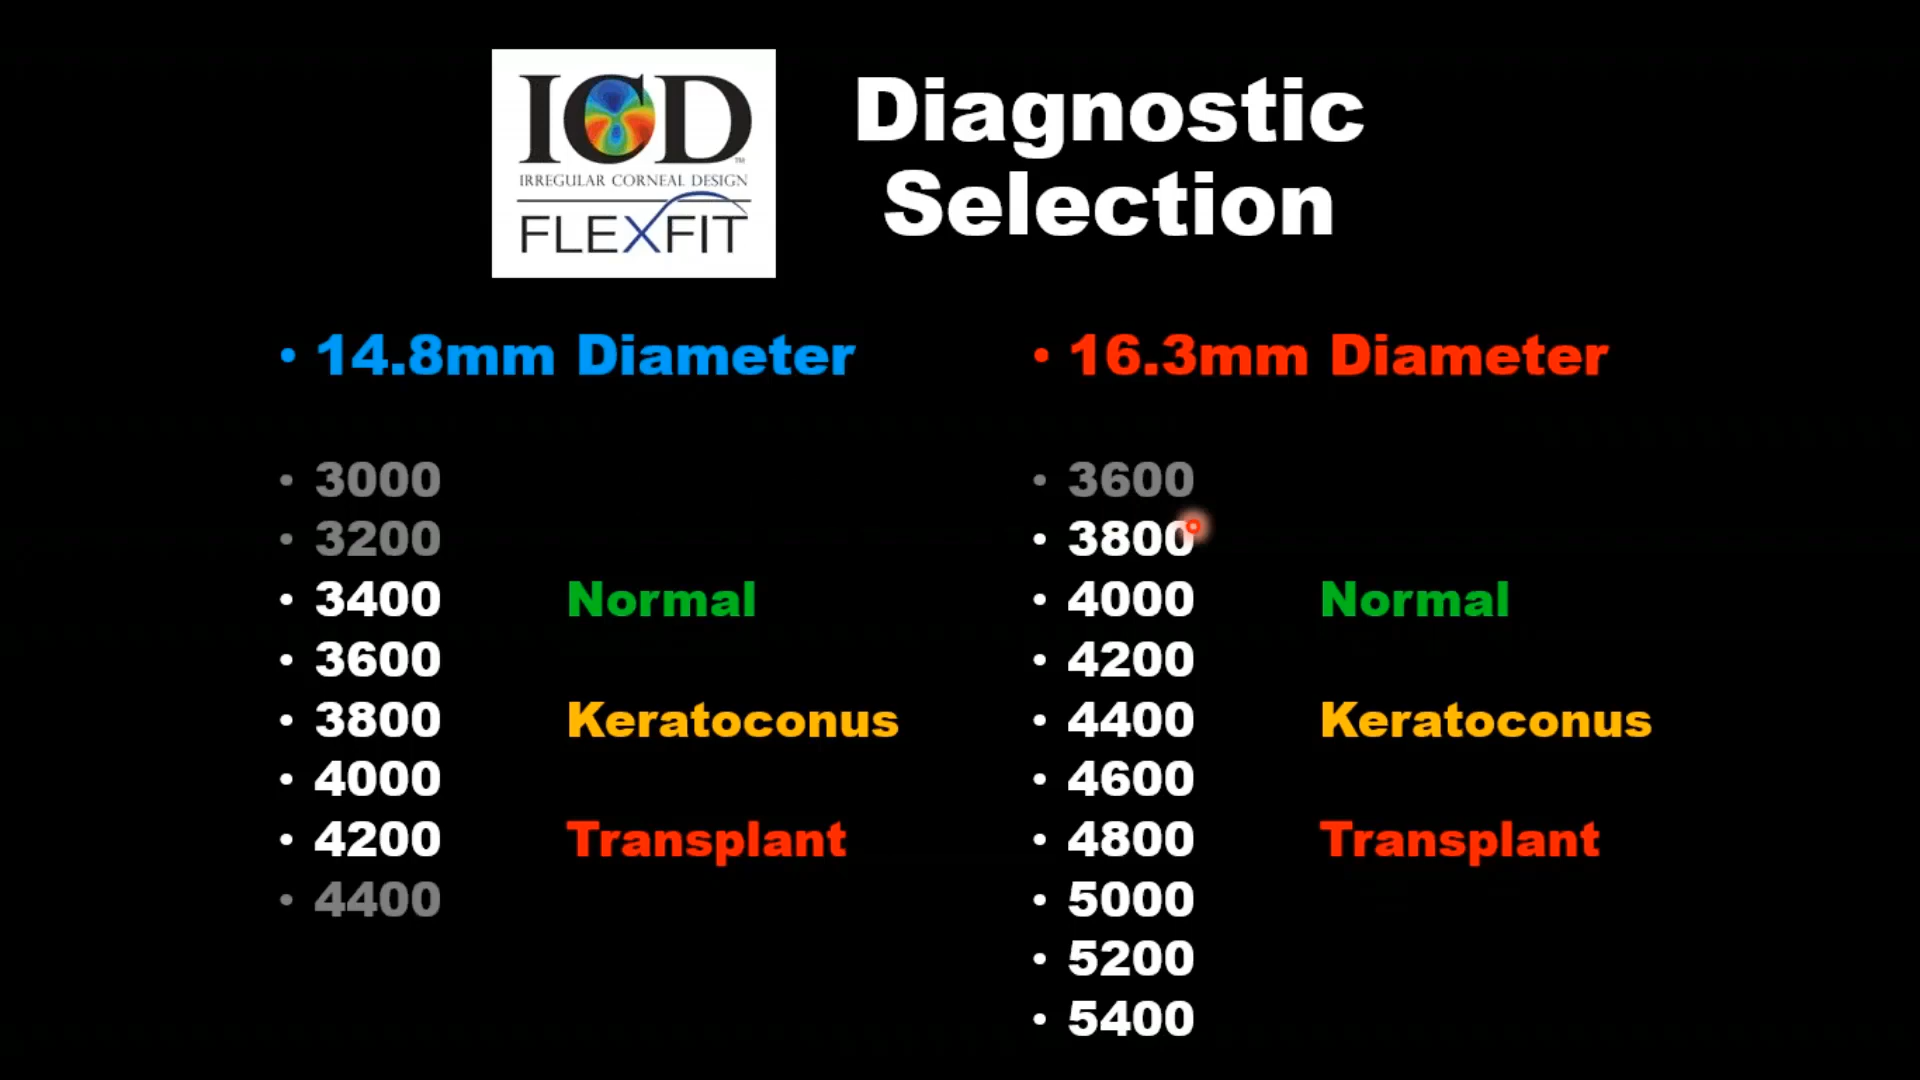 ICD™
IRREGULAR CORNEAL DESIGN
FLEXFIT
Diagnostic
Selection
• 14.8mm Diameter
• 3000
• 3200
• 3400 Normal
• 3600
• 3800 Keratoconus
• 4000
• 4200 Transplant
• 4400
• 16.3mm Diameter
• 3600
• 3800
• 4000 Normal
• 4200
• 4400 Keratoconus
• 4600
• 4800 Transplant
• 5000
• 5200
• 5400